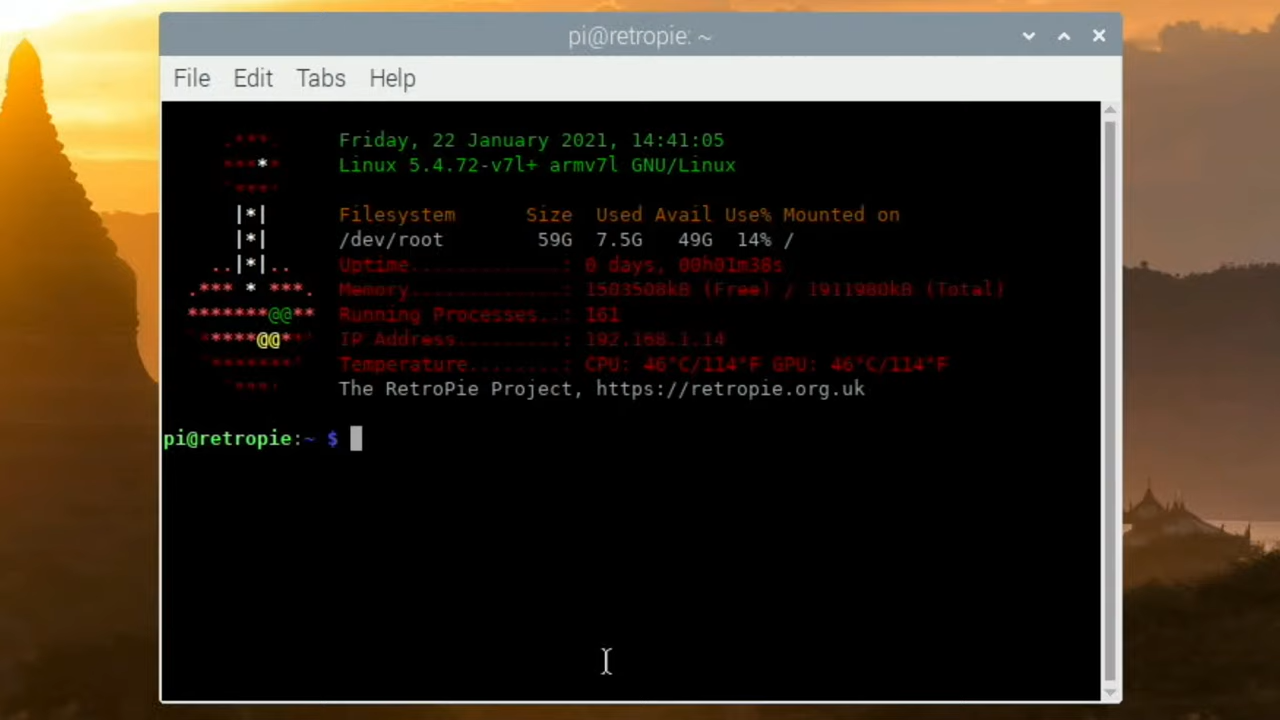 pi@retropie: ~
File Edit Tabs Help
Friday, 22 January 2021, 14:41:05
Linux 5.4.72-v7l+ armv7l GNU/Linux
Filesystem Size Used Avail Use% Mounted on
/dev/root 59G 7.5G 49G 14% /
Uptime.............: 0 days, 00h01m38s
Memory.............: 1503508kB (Free) / 1911980kB (Total)
Running Processes..: 161
IP Address.........: 192.168.1.14
Temperature........: CPU: 46°C/114°F GPU: 46°C/114°F
The RetroPie Project, https://retropie.org.uk
pi@retropie:~ $